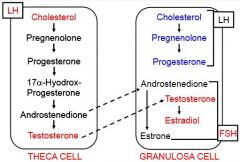 LH
Cholesterol
Pregnenolone
Progesterone
17α-Hyodrox-
Progesterone
Androstenedione
Testosterone
THECA CELL
LH
Cholesterol
Pregnenolone
Progesterone
Androstenedione
Testosterone
Estradiol
Estrone
FSH
GRANULOSA CELL